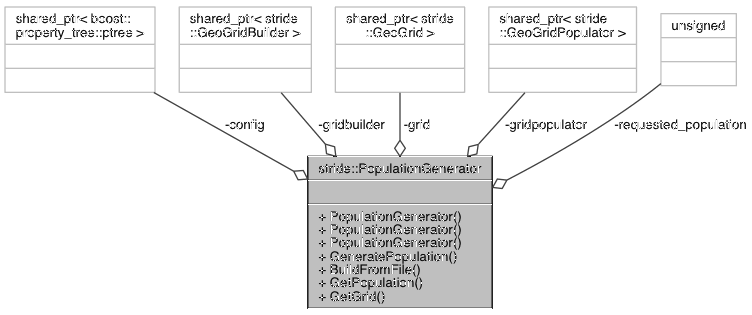 shared_ptr< boost::
property_tree::ptree >
shared_ptr< stride
::GeoGridBuilder >
shared_ptr< stride
::GeoGrid >
shared_ptr< stride
::GeoGridPopulator >
unsigned
-config
-gridbuilder
-grid
-gridpopulator
-requested_population
stride::PopulationGenerator
+ PopulationGenerator()
+ PopulationGenerator()
+ PopulationGenerator()
+ GeneratePopulation()
+ BuildFromFile()
+ GetPopulation()
+ GetGrid()